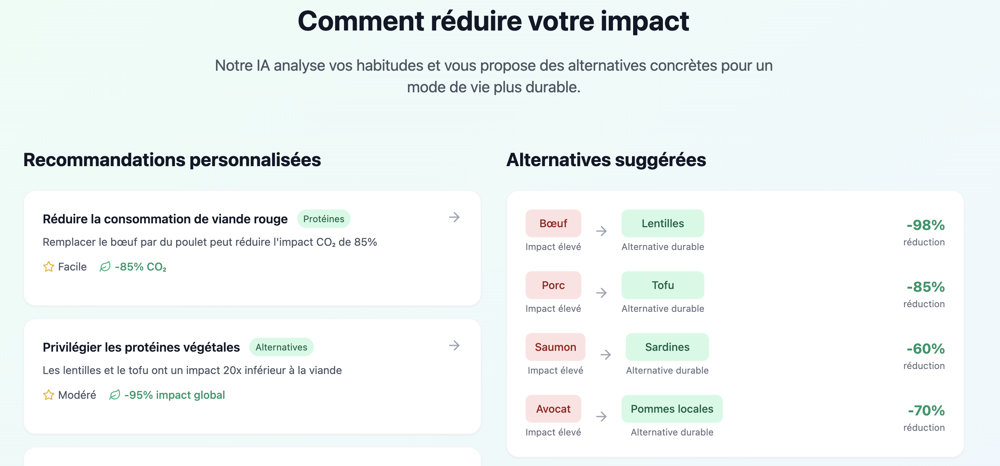 Comment réduire votre impact
Notre IA analyse vos habitudes et vous propose des alternatives concrètes pour un
mode de vie plus durable.
Recommandations personnalisées
Réduire la consommation de viande rouge Protéines
Remplacer le bœuf par du poulet peut réduire l'impact CO₂ de 85%
Facile -85% CO₂
Privilégier les protéines végétales Alternatives
Les lentilles et le tofu ont un impact 20x inférieur à la viande
Modéré -95% impact global
Alternatives suggérées
Bœuf Lentilles -98%
Impact élevé Alternative durable réduction
Porc Tofu -85%
Impact élevé Alternative durable réduction
Saumon Sardines -60%
Impact élevé Alternative durable réduction
Avocat Pommes locales -70%
Impact élevé Alternative durable réduction